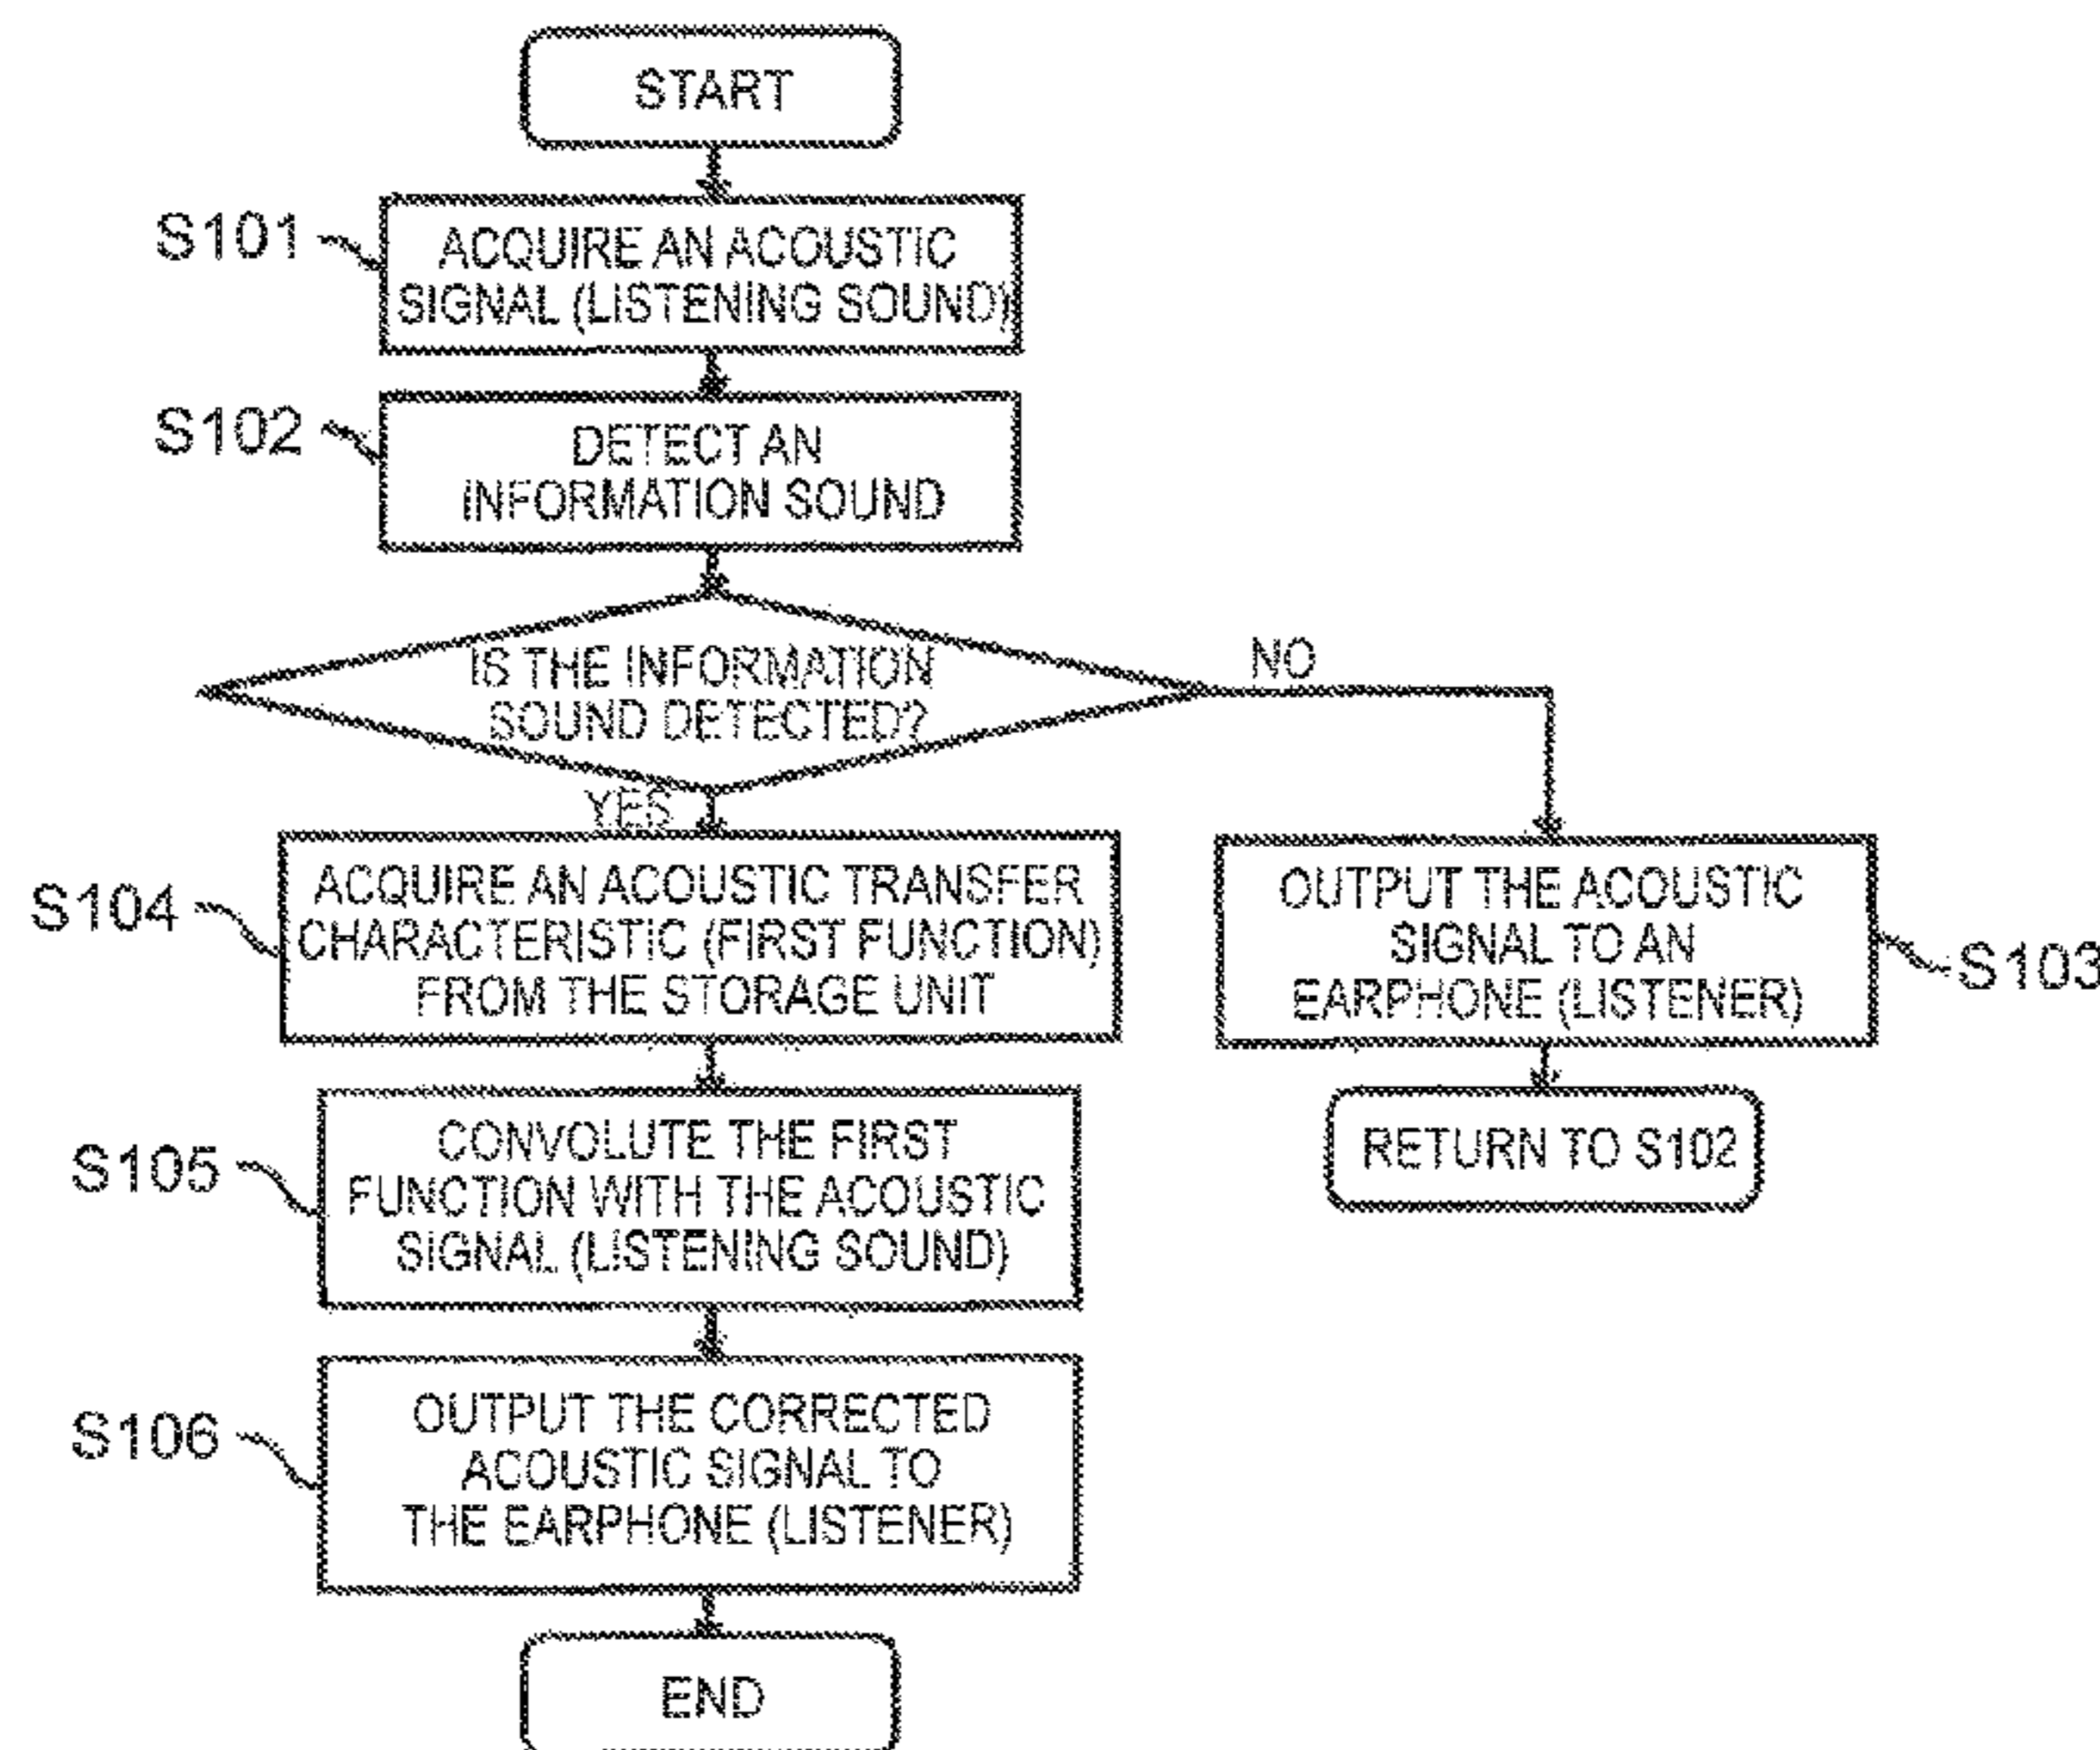 START
S101
ACQUIRE AN ACOUSTIC
SIGNAL (LISTENING SOUND)
S102
DETECT AN
INFORMATION SOUND
IS THE INFORMATION
SOUND DETECTED?
NO
YES
S104
ACQUIRE AN ACOUSTIC TRANSFER
CHARACTERISTIC (FIRST FUNCTION)
FROM THE STORAGE UNIT
OUTPUT THE ACOUSTIC
SIGNAL TO AN
EARPHONE (LISTENER)
S103
S105
CONVOLUTE THE FIRST
FUNCTION WITH THE ACOUSTIC
SIGNAL (LISTENING SOUND)
RETURN TO S102
S106
OUTPUT THE CORRECTED
ACOUSTIC SIGNAL TO
THE EARPHONE (LISTENER)
END